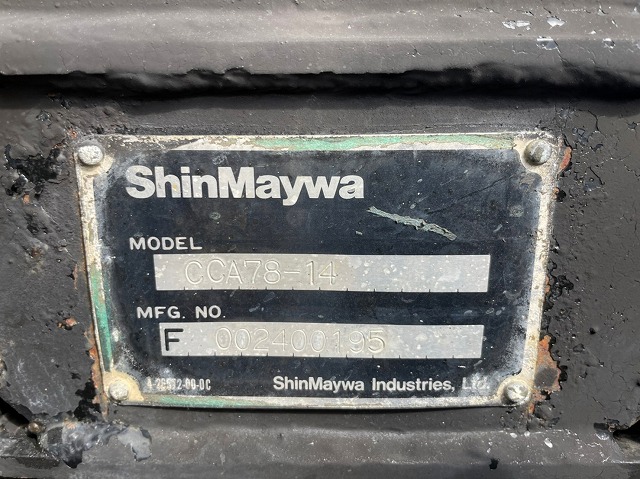 ShinMaywa
MODEL
CCA78-14
MFG. NO.
F 002400195
ShinMaywa Industries, Ltd.